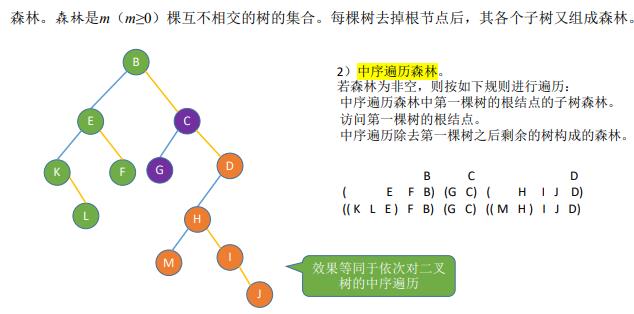 森林。森林是m（m≥0）棵互不相交的树的集合。每棵树去掉根节点后，其各个子树又组成森林。
B
E
C
K
F
G
D
L
H
M
I
J
2）中序遍历森林。
若森林为非空，则按如下规则进行遍历：
中序遍历森林中第一棵树的根结点的子树森林。
访问第一棵树的根结点。
中序遍历除去第一棵树之后剩余的树构成的森林。
B C D
( E F B) (G C) ( H I J D)
((K L E) F B) (G C) ((M H) I J D)
效果等同于依次对二叉
树的中序遍历